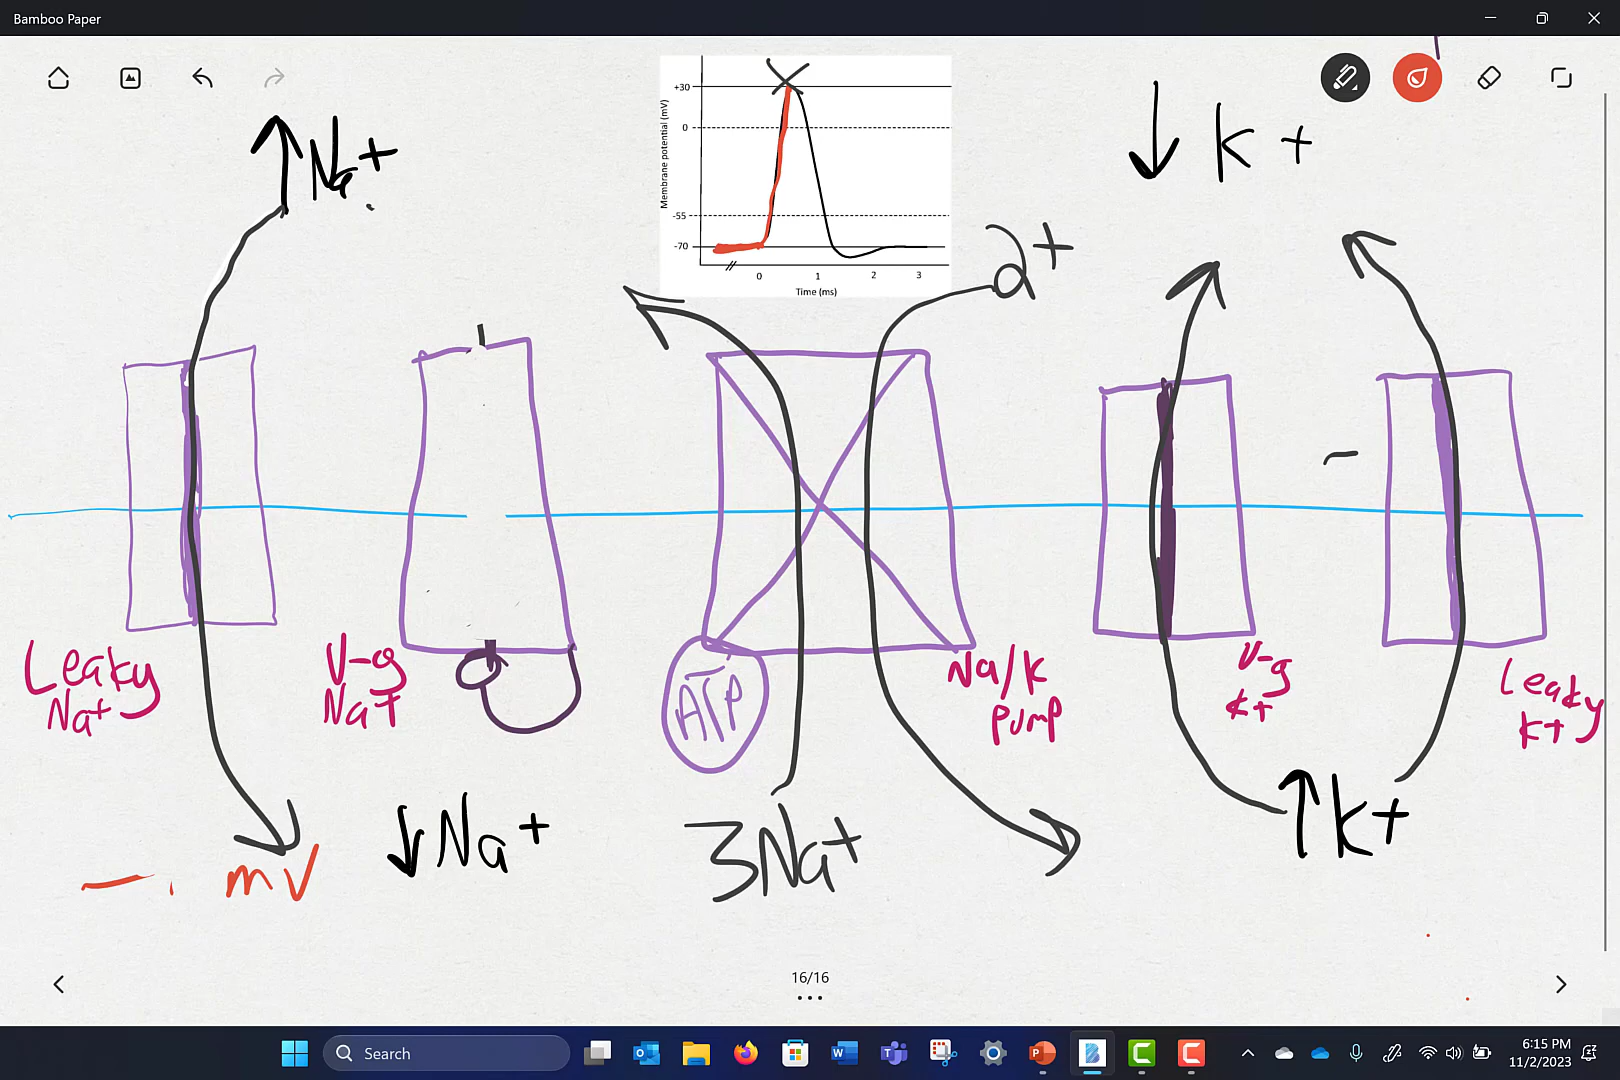 Bamboo Paper
Membrane potential (mV)
+30
0
-55
-70
0 1 2 3
Time (ms)
↑Na+
↓ K +
2+
-
Leaky
Na+
V-g
Na+
ATP
Na/K
pump
V-g
K+
Leaky
K+
↓Na+
3Na+
↑K+
- . mV
16/16
Search
6:15 PM
11/2/2023